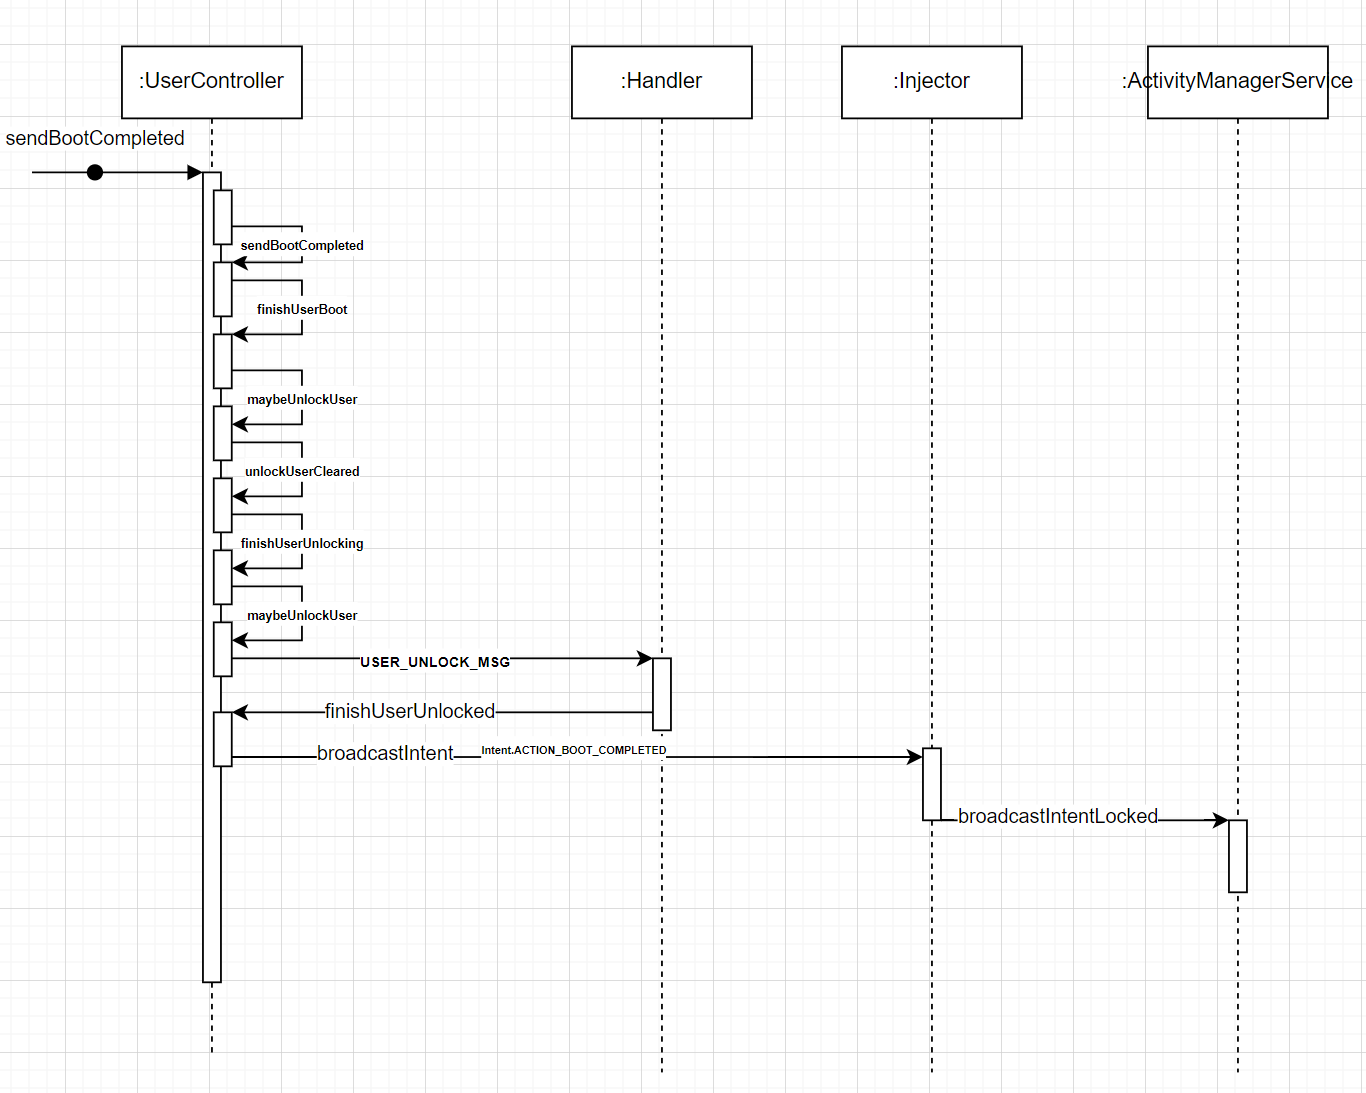 :UserController
:Handler
:Injector
:ActivityManagerService
sendBootCompleted
sendBootCompleted
finishUserBoot
maybeUnlockUser
unlockUserCleared
finishUserUnlocking
maybeUnlockUser
USER_UNLOCK_MSG
finishUserUnlocked
broadcastIntent
Intent.ACTION_BOOT_COMPLETED
broadcastIntentLocked